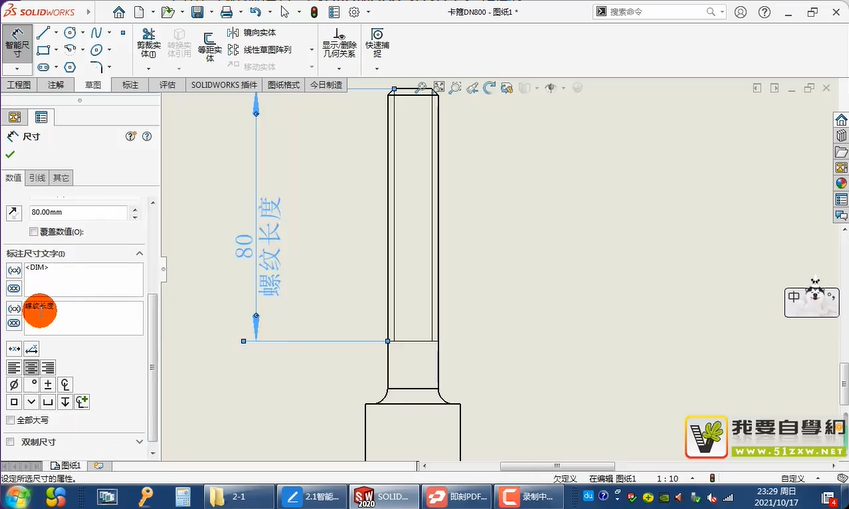 SOLIDWORKS
卡箍DN800 - 图纸1 *
搜索命令
智能尺寸
剪裁实体(I)
转换实体引用
等距实体
镜向实体
线性草图阵列
移动实体
显示/删除几何关系
快速捕捉
工程图
注解
草图
标注
评估
SOLIDWORKS 插件
图纸格式
今日制造
尺寸
数值
引线
其它
80.00mm
覆盖数值(O):
标注尺寸文字(I)
<DIM>
螺纹长度
全部大写
双制尺寸
80
螺纹长度
中
我要自學網
www.51zxw.net
图纸1
设定所选尺寸的属性。
欠定义
在编辑 图纸1
1 : 10
自定义
2-1
2.1智能...
SOLID...
即刻PDF...
录制中...
SW
2020
du
23:29 周日
2021/10/17
4